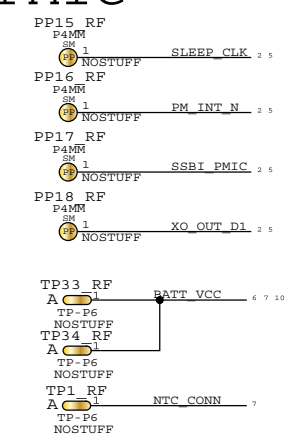 PP15_RF
P4MM
SM
PP 1 SLEEP_CLK 2 5
NOSTUFF
PP16_RF
P4MM
SM
PP 1 PM_INT_N 2 5
NOSTUFF
PP17_RF
P4MM
SM
PP 1 SSBI_PMIC 2 5
NOSTUFF
PP18_RF
P4MM
SM
PP 1 XO_OUT_D1 2 5
NOSTUFF
TP33_RF
A 1 BATT_VCC 6 7 10
TP-P6
NOSTUFF
TP34_RF
A 1
TP-P6
NOSTUFF
TP1_RF
A 1 NTC_CONN 7
TP-P6
NOSTUFF